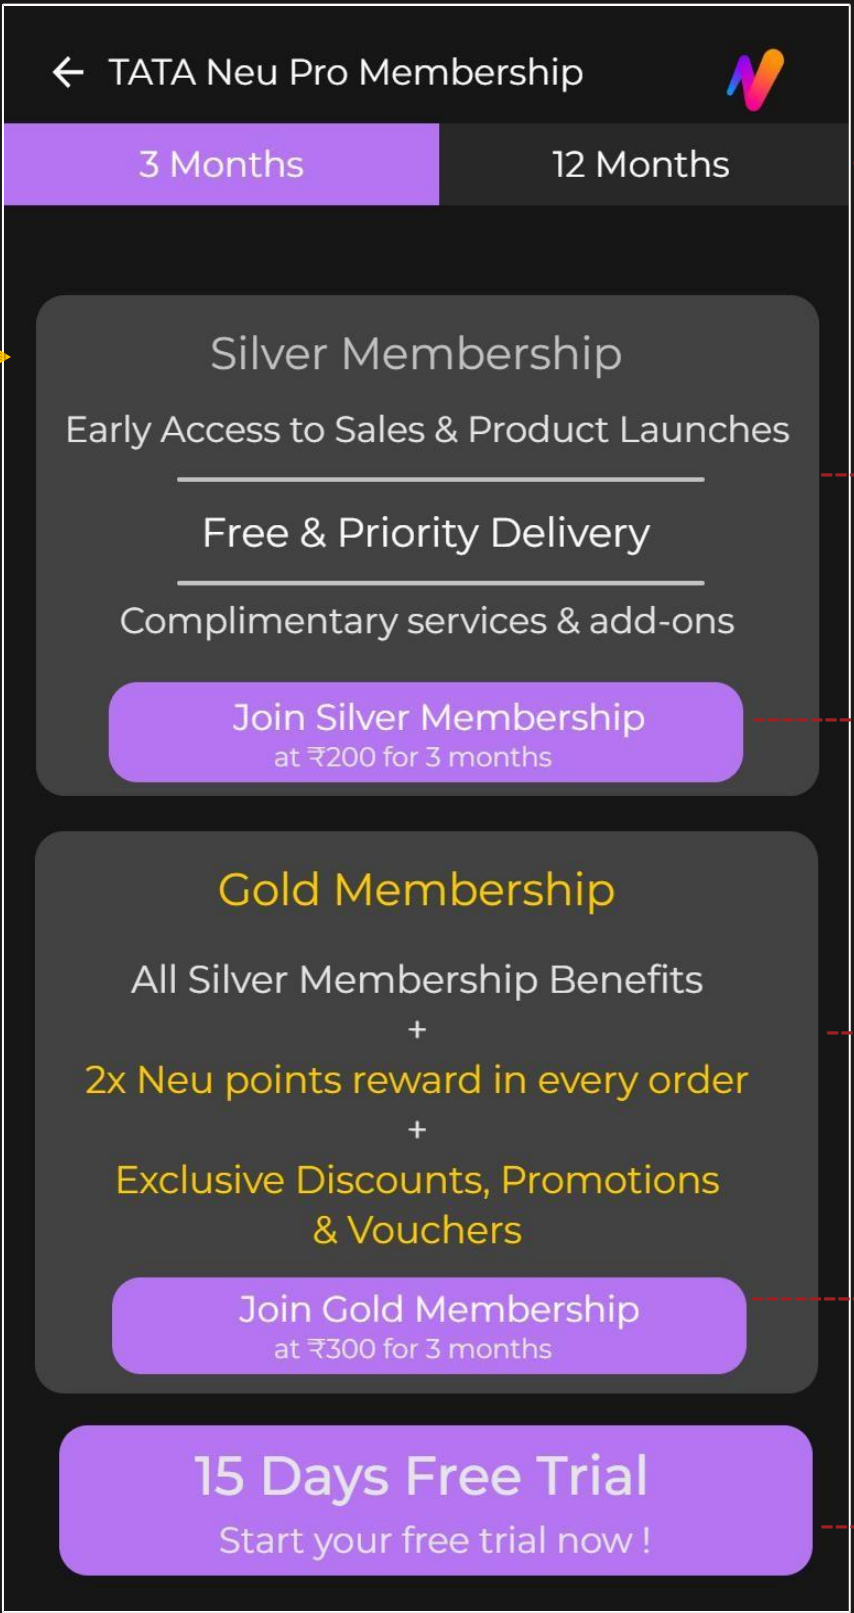 TATA Neu Pro Membership
3 Months
12 Months
Silver Membership
Early Access to Sales & Product Launches
Free & Priority Delivery
Complimentary services & add-ons
Join Silver Membership
at ₹200 for 3 months
Gold Membership
All Silver Membership Benefits
+
2x Neu points reward in every order
+
Exclusive Discounts, Promotions
& Vouchers
Join Gold Membership
at ₹300 for 3 months
15 Days Free Trial
Start your free trial now !